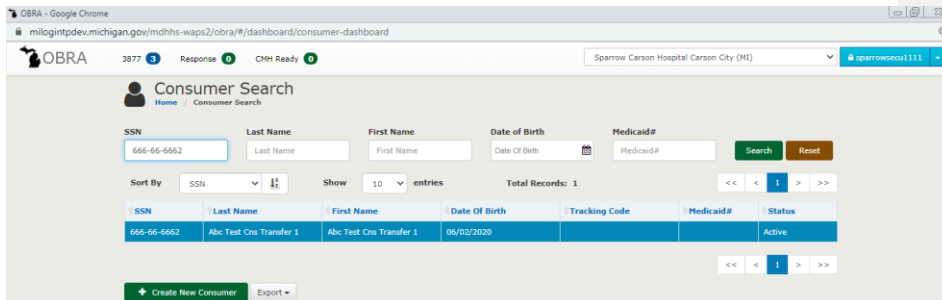 OBRA - Google Chrome
milogintpdev.michigan.gov/mdhhs-waps2/obra/#/dashboard/consumer-dashboard
OBRA 3877 3 Response 0 CMH Ready 0 Sparrow Carson Hospital Carson City (MI) sparrowsecu1111
Consumer Search
Home / Consumer Search
SSN Last Name First Name Date of Birth Medicaid#
666-66-6662 Last Name First Name Date Of Birth Medicaid# Search Reset
Sort By SSN Show 10 entries Total Records: 1 << < 1 > >>
SSN Last Name First Name Date Of Birth Tracking Code Medicaid# Status
666-66-6662 Abc Test Cns Transfer 1 Abc Test Cns Transfer 1 06/02/2020 Active
<< < 1 > >>
+ Create New Consumer Export